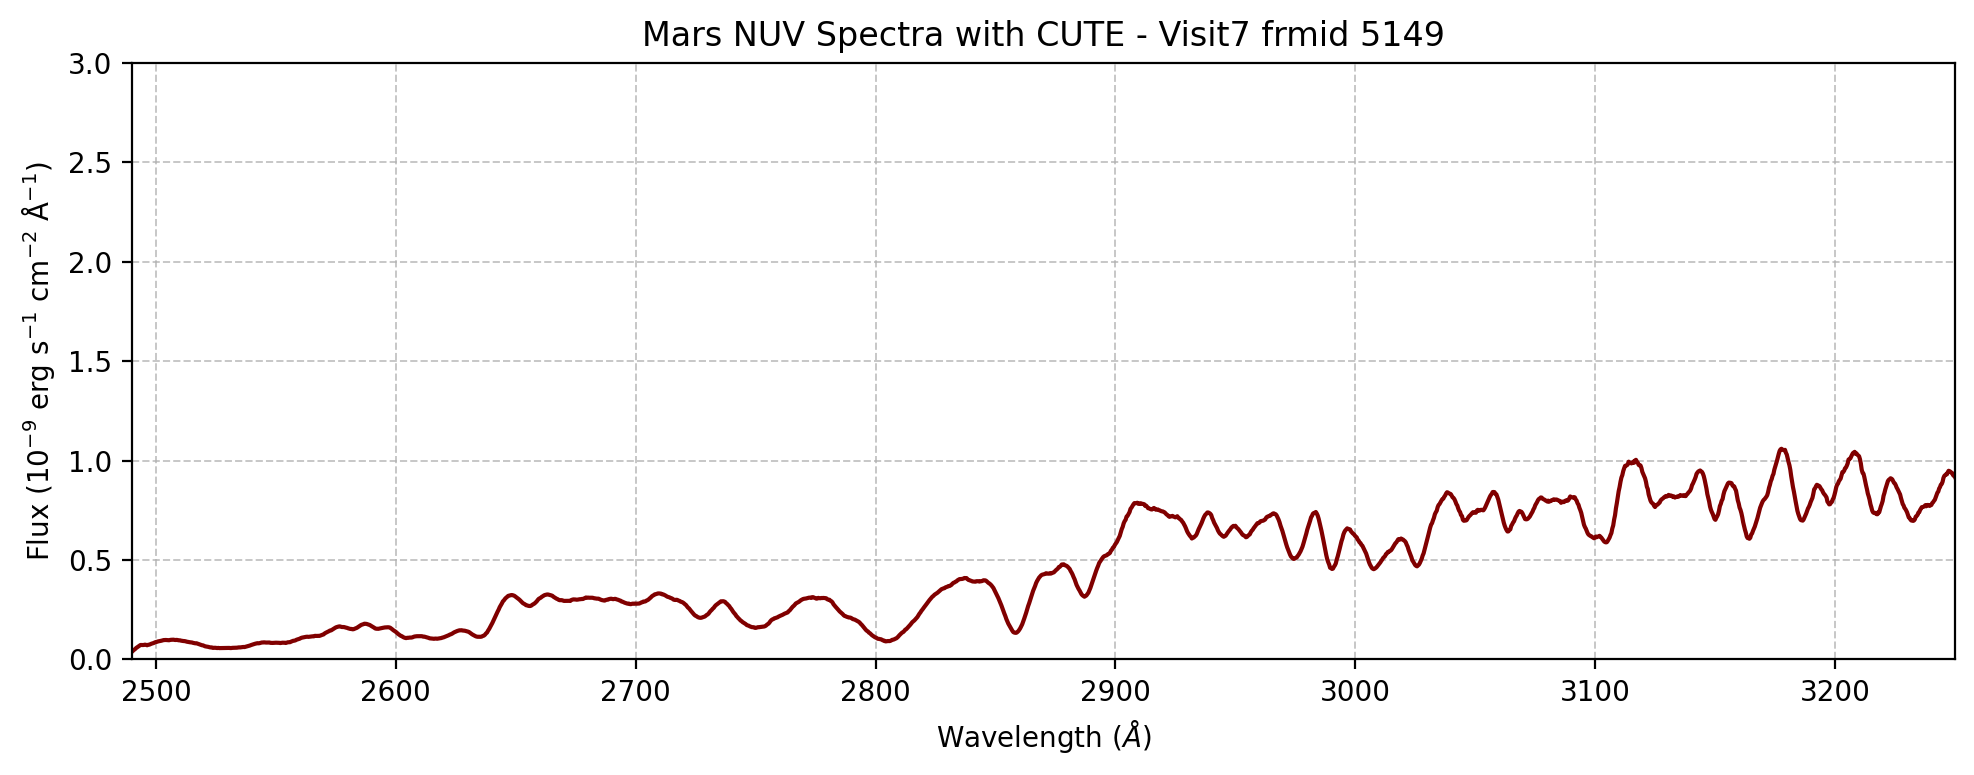 Mars NUV Spectra with CUTE - Visit7 frmid 5149
Flux (10⁻⁹ erg s⁻¹ cm⁻² Å⁻¹)
3.0
2.5
2.0
1.5
1.0
0.5
0.0
2500 2600 2700 2800 2900 3000 3100 3200
Wavelength (Å)